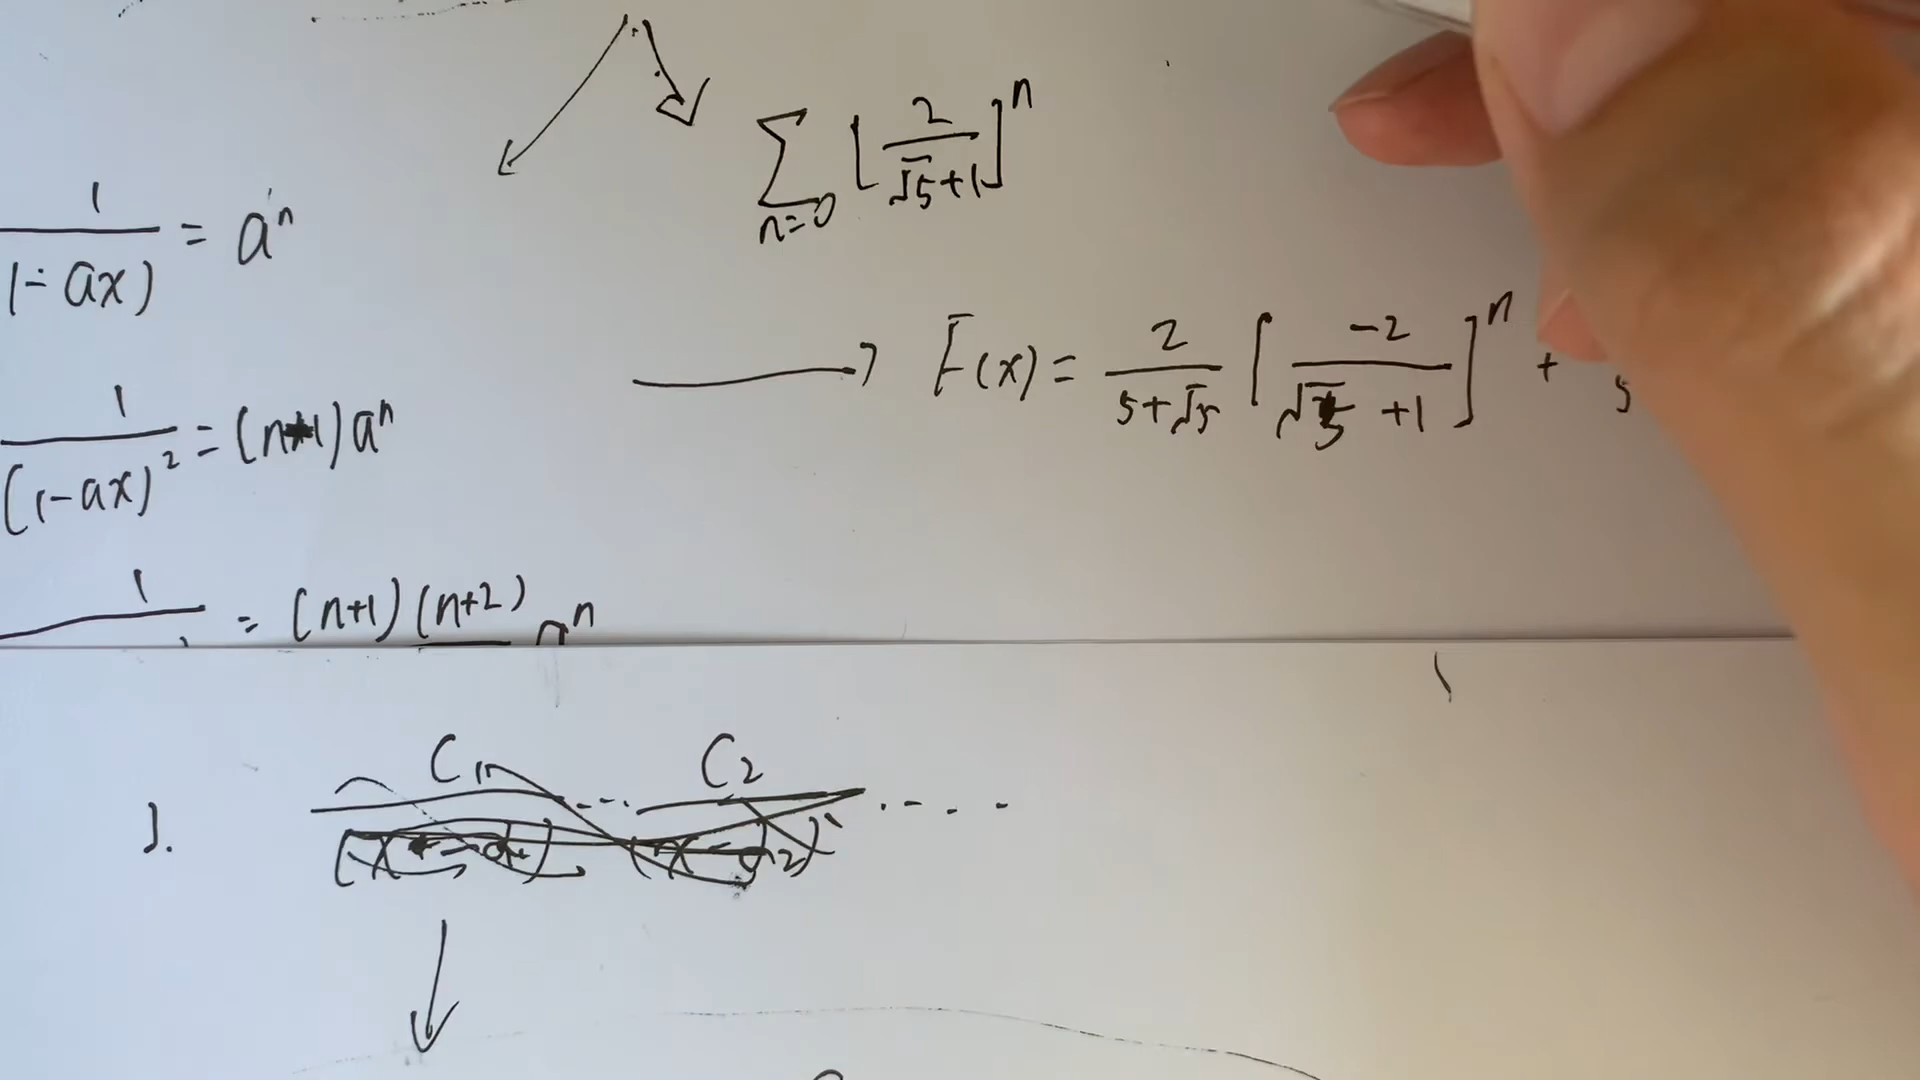 ∑_{n=0} [2/(√5+1)]^n
1/(1-ax) = a^n
F(x) = 2/(5+√5) [-2/(√5+1)]^n + 5
1/(1-ax)^2 = (n+1)a^n
1 = (n+1)(n+2) a^n
C1 ... C2 ....